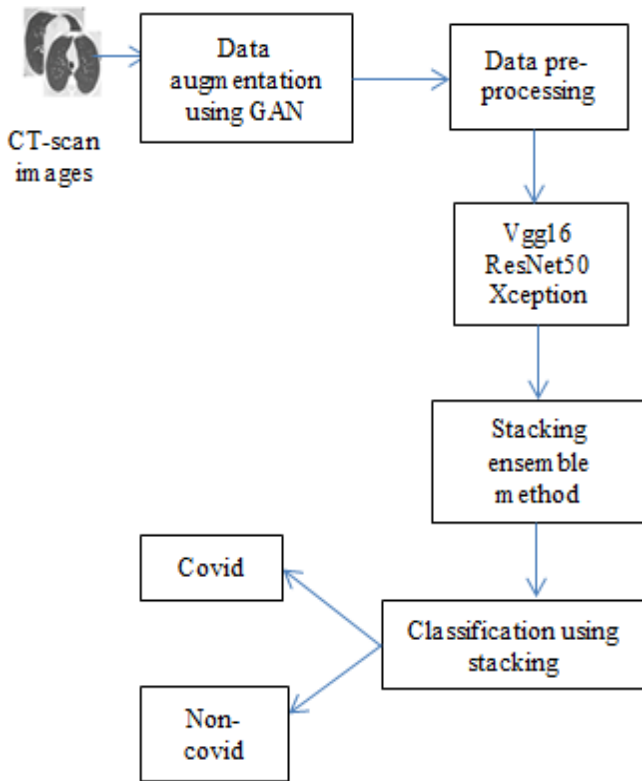 CT-scan
images
Data
augmentation
using GAN
Data pre-
processing
Vgg16
ResNet50
Xception
Stacking
ensemble
method
Classification using
stacking
Covid
Non-
covid